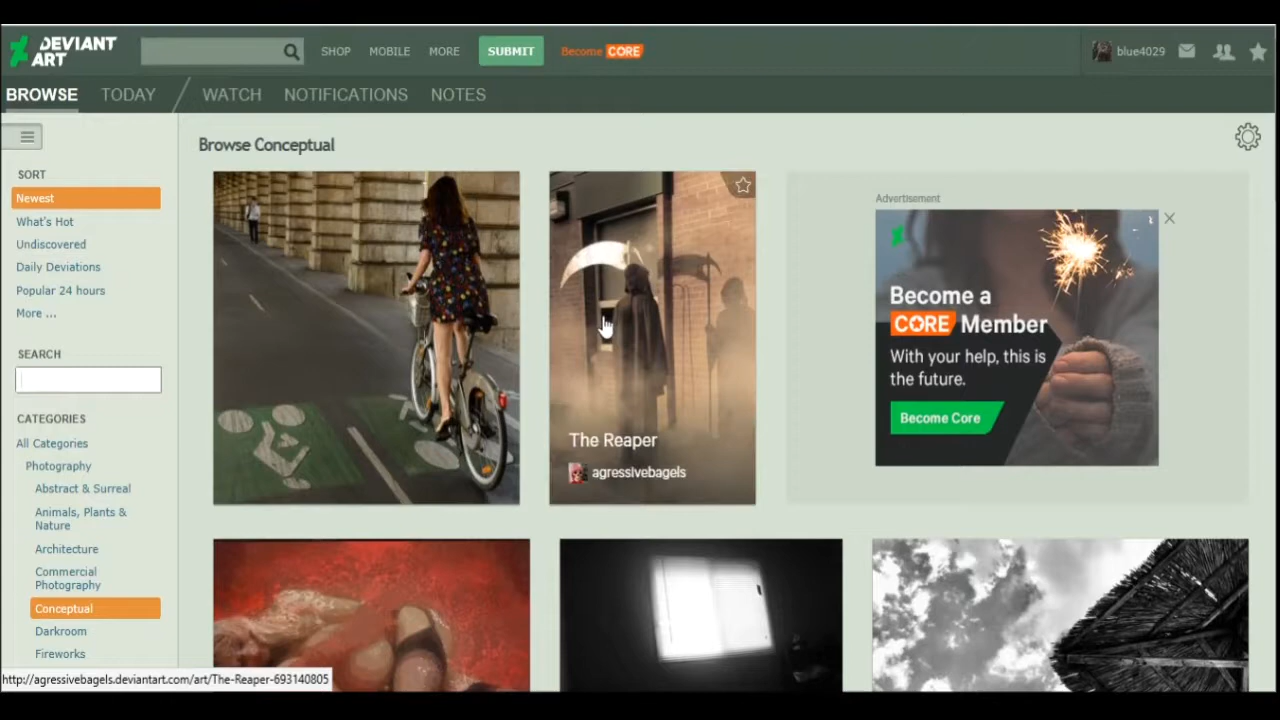 DEVIANT
ART
SHOP
MOBILE
MORE
SUBMIT
Become CORE
blue4029
BROWSE
TODAY
WATCH
NOTIFICATIONS
NOTES
SORT
Newest
What's Hot
Undiscovered
Daily Deviations
Popular 24 hours
More ...
SEARCH
CATEGORIES
All Categories
Photography
Abstract & Surreal
Animals, Plants &
Nature
Architecture
Commercial
Photography
Conceptual
Darkroom
Fireworks
Browse Conceptual
The Reaper
agressivebagels
Advertisement
Become a
CORE Member
With your help, this is
the future.
Become Core
http://agressivebagels.deviantart.com/art/The-Reaper-693140805